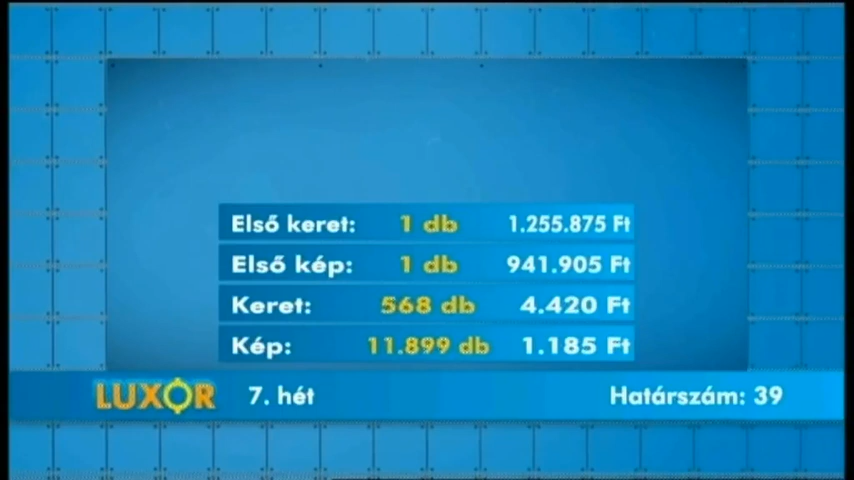 Első keret: 1 db 1.255.875 Ft
Első kép: 1 db 941.905 Ft
Keret: 568 db 4.420 Ft
Kép: 11.899 db 1.185 Ft
LUXOR 7. hét Határszám: 39